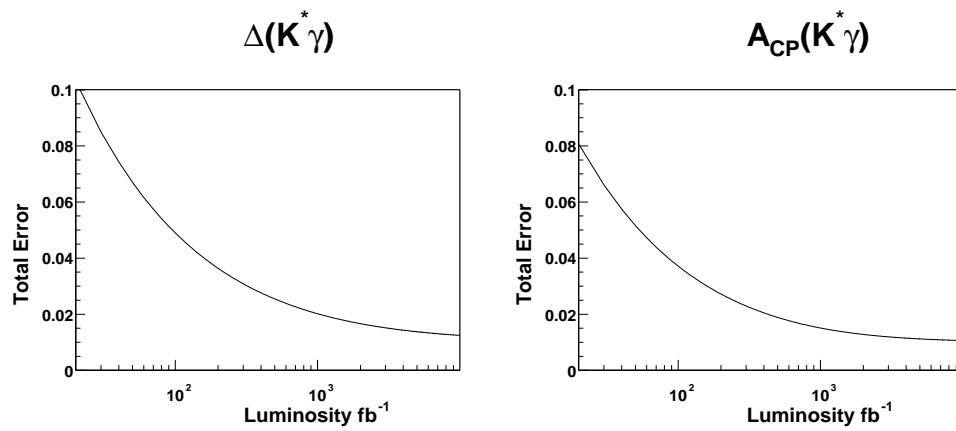 Δ(K*γ)
0.1
0.08
0.06
0.04
0.02
0
Total Error
10²
10³
Luminosity fb⁻¹
A_CP(K*γ)
0.1
0.08
0.06
0.04
0.02
0
Total Error
10²
10³
Luminosity fb⁻¹